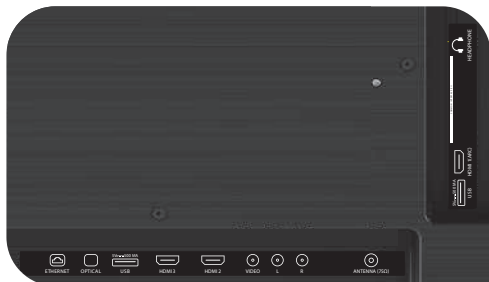 HEADPHONE
HDMI 1(ARC)
USB
ETHERNET
OPTICAL
USB
HDMI 3
HDMI 2
VIDEO
L
R
ANTENNA (75Ω)